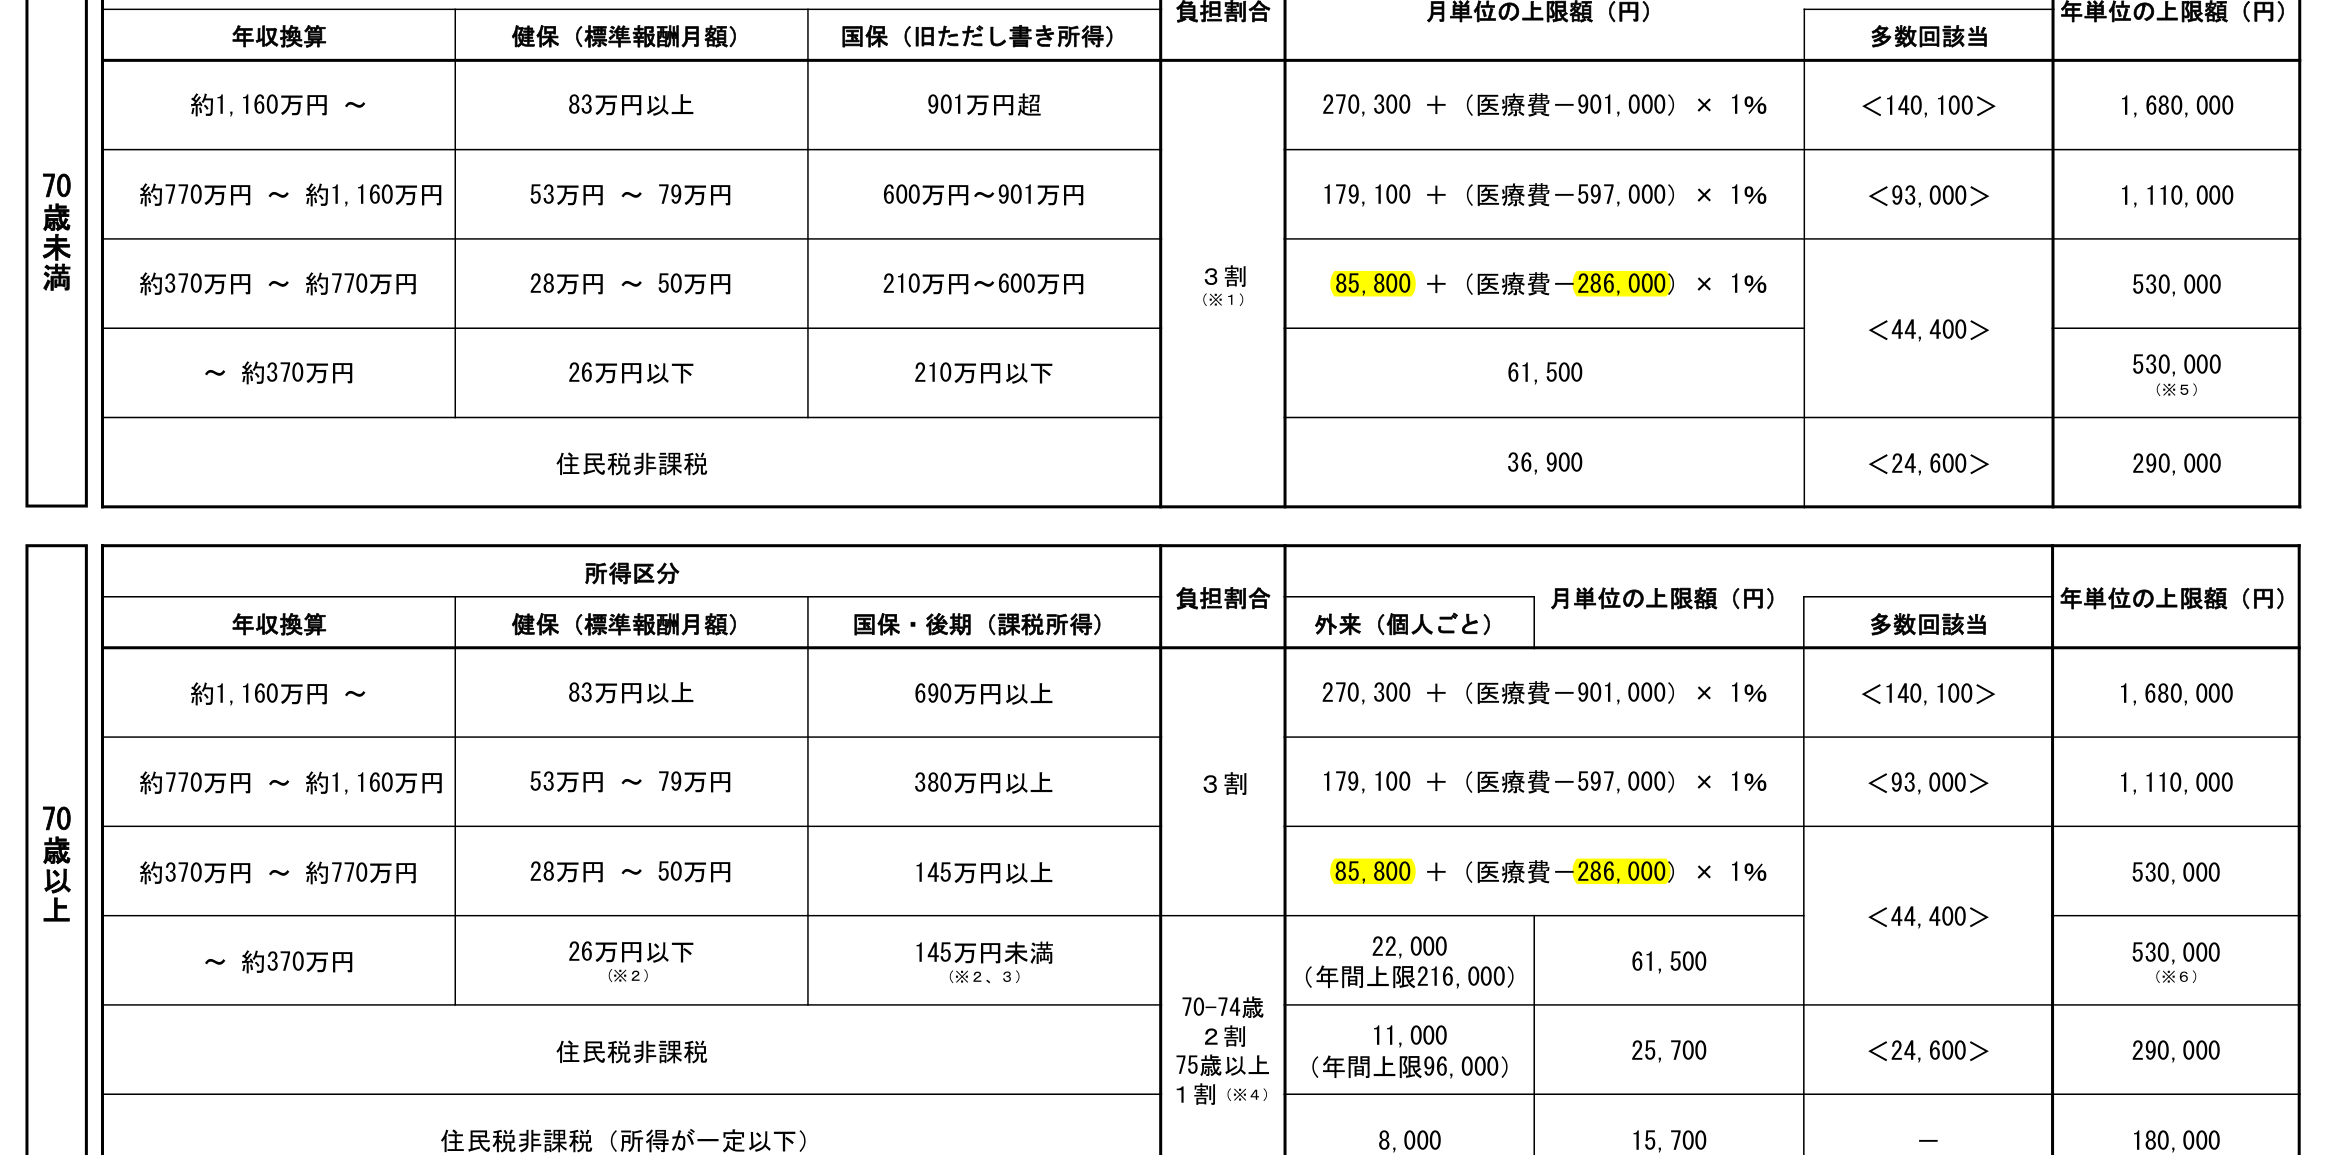 負担割合 月単位の上限額（円） 年単位の上限額（円）
年収換算 健保（標準報酬月額） 国保（旧ただし書き所得） 多数回該当
70歳未満
約1,160万円 ～ 83万円以上 901万円超 270,300 ＋（医療費－901,000）× 1% ＜140,100＞ 1,680,000
約770万円 ～ 約1,160万円 53万円 ～ 79万円 600万円～901万円 179,100 ＋（医療費－597,000）× 1% ＜93,000＞ 1,110,000
約370万円 ～ 約770万円 28万円 ～ 50万円 210万円～600万円 85,800 ＋（医療費－286,000）× 1% 530,000
３割
（※１）
＜44,400＞
～ 約370万円 26万円以下 210万円以下 61,500 530,000
（※５）
住民税非課税 36,900 ＜24,600＞ 290,000
70歳以上
所得区分
負担割合 月単位の上限額（円） 年単位の上限額（円）
年収換算 健保（標準報酬月額） 国保・後期（課税所得） 外来（個人ごと） 多数回該当
約1,160万円 ～ 83万円以上 690万円以上 270,300 ＋（医療費－901,000）× 1% ＜140,100＞ 1,680,000
約770万円 ～ 約1,160万円 53万円 ～ 79万円 380万円以上 ３割 179,100 ＋（医療費－597,000）× 1% ＜93,000＞ 1,110,000
約370万円 ～ 約770万円 28万円 ～ 50万円 145万円以上 85,800 ＋（医療費－286,000）× 1% 530,000
＜44,400＞
～ 約370万円 26万円以下 145万円未満 22,000 61,500 530,000
（※２） （※２、３） （年間上限216,000） （※６）
70-74歳
２割
75歳以上
１割（※４）
住民税非課税 11,000 25,700 ＜24,600＞ 290,000
（年間上限96,000）
住民税非課税（所得が一定以下） 8,000 15,700 － 180,000